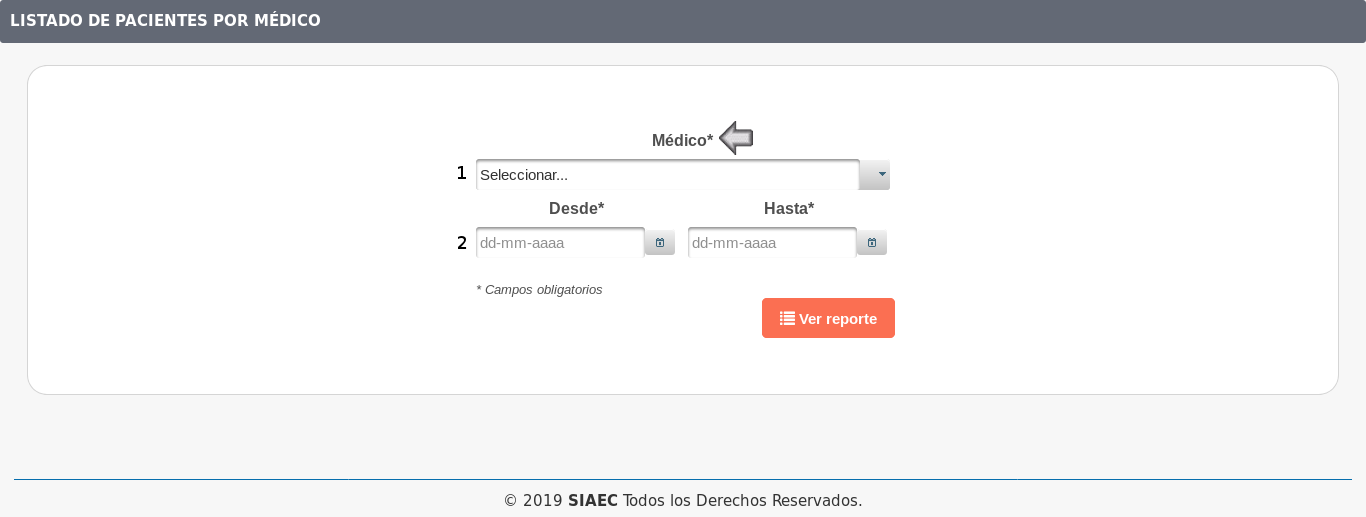 LISTADO DE PACIENTES POR MÉDICO
Médico*
1 Seleccionar...
Desde* Hasta*
2 dd-mm-aaaa dd-mm-aaaa
* Campos obligatorios
Ver reporte
© 2019 SIAEC Todos los Derechos Reservados.